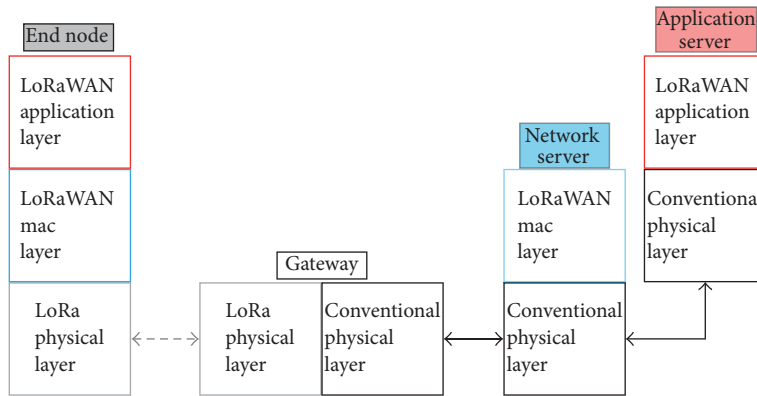 End node
LoRaWAN
application
layer
LoRaWAN
mac
layer
LoRa
physical
layer
Gateway
LoRa
physical
layer
Conventional
physical
layer
Network
server
LoRaWAN
mac
layer
Conventional
physical
layer
Application
server
LoRaWAN
application
layer
Conventiona
physical
layer